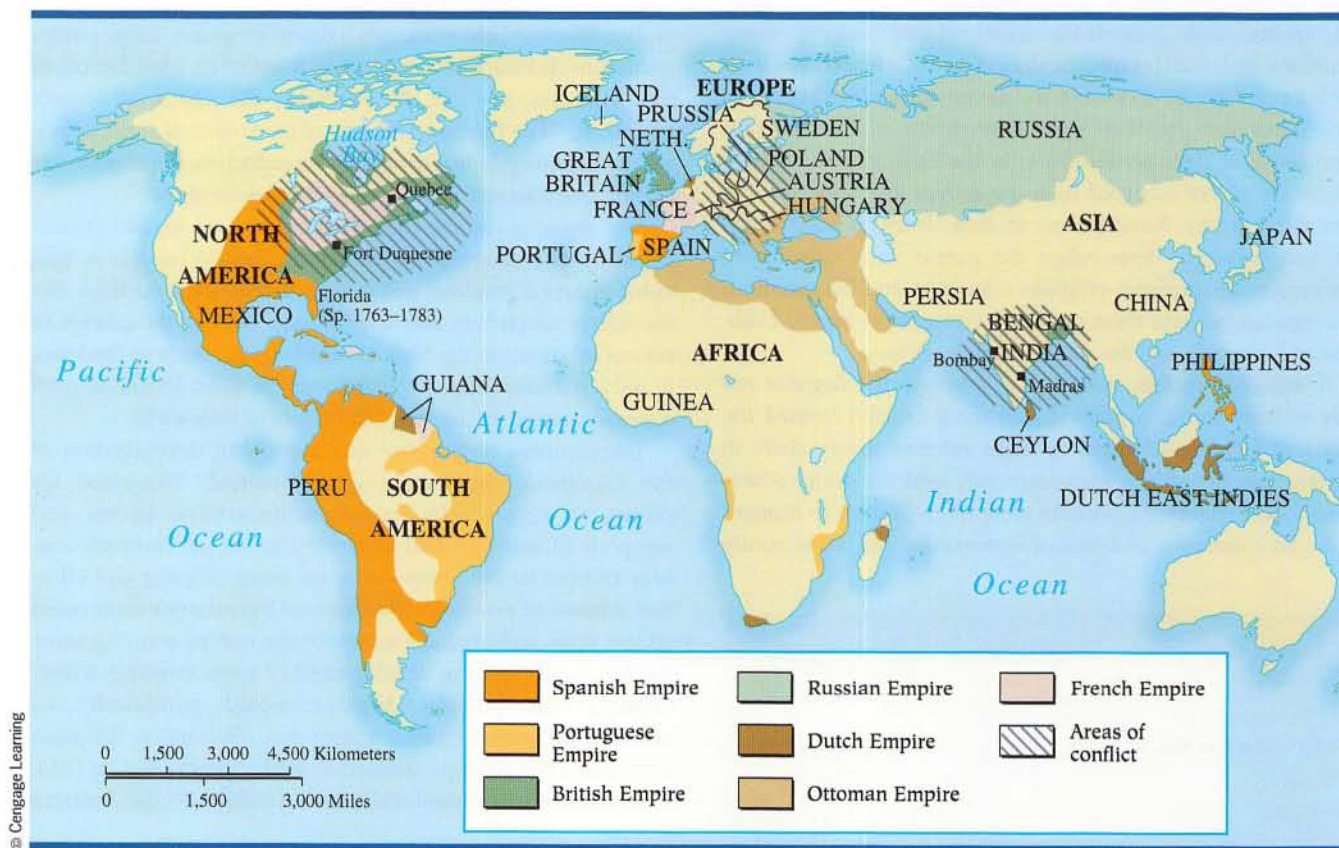 ICELAND
EUROPE
PRUSSIA
NETH.
SWEDEN
RUSSIA
Hudson
Bay
GREAT
BRITAIN
POLAND
Quebec
AUSTRIA
FRANCE
HUNGARY
NORTH
AMERICA
Fort Duquesne
PORTUGAL
SPAIN
ASIA
JAPAN
Florida
(Sp. 1763–1783)
MEXICO
PERSIA
CHINA
BENGAL
Bombay
INDIA
Madras
PHILIPPINES
Pacific
Ocean
AFRICA
GUIANA
GUINEA
Atlantic
Ocean
CEYLON
PERU
SOUTH
AMERICA
Indian
Ocean
DUTCH EAST INDIES
Spanish Empire
Portuguese
Empire
British Empire
Russian Empire
Dutch Empire
Ottoman Empire
French Empire
Areas of
conflict
0 1,500 3,000 4,500 Kilometers
0 1,500 3,000 Miles
© Cengage Learning